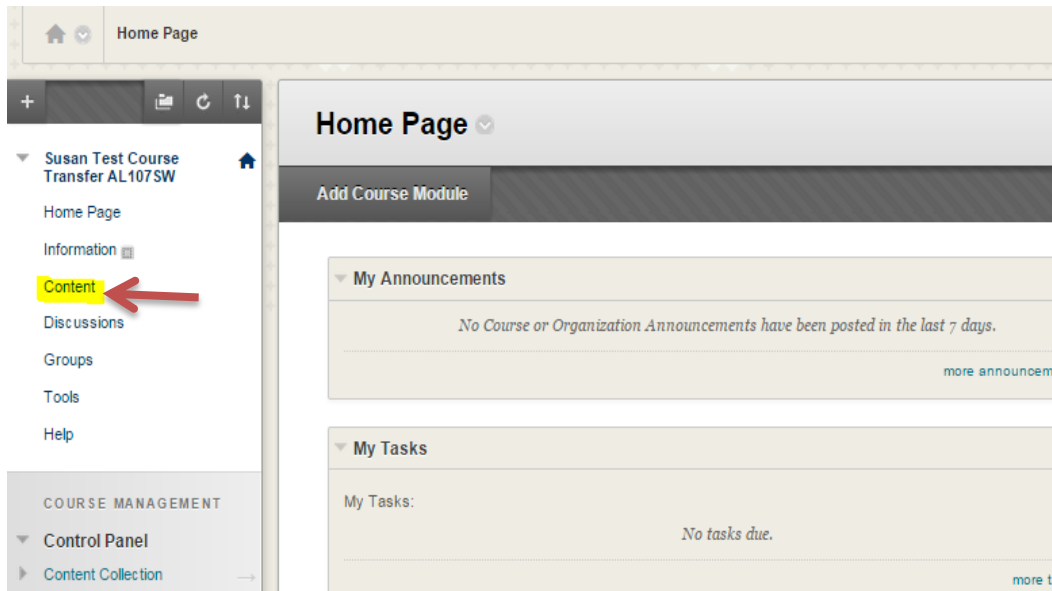 Home Page
Susan Test Course
Transfer AL107SW
Home Page
Information
Content
Discussions
Groups
Tools
Help
COURSE MANAGEMENT
Control Panel
Content Collection
Home Page
Add Course Module
My Announcements
No Course or Organization Announcements have been posted in the last 7 days.
more announcem
My Tasks
My Tasks:
No tasks due.
more t